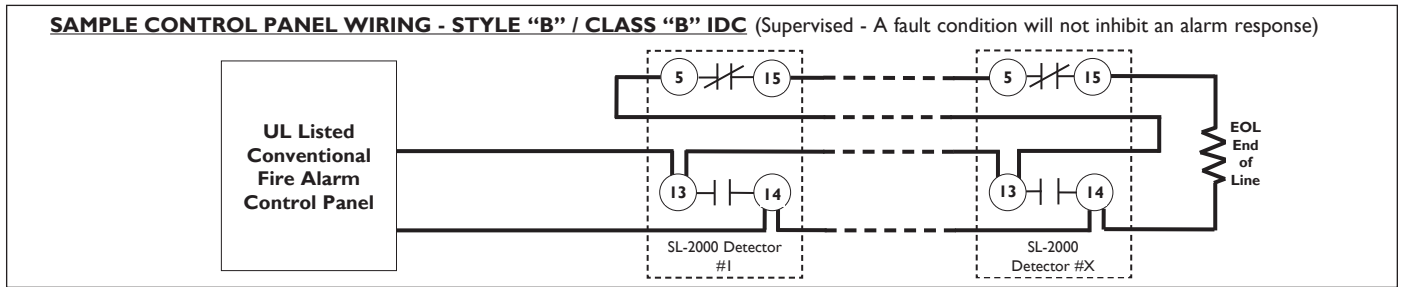 SAMPLE CONTROL PANEL WIRING - STYLE “B” / CLASS “B” IDC (Supervised - A fault condition will not inhibit an alarm response)
5 15 5 15
UL Listed
Conventional
Fire Alarm
Control Panel
EOL
End
of
Line
13 14 13 14
SL-2000 Detector
#1
SL-2000
Detector #X